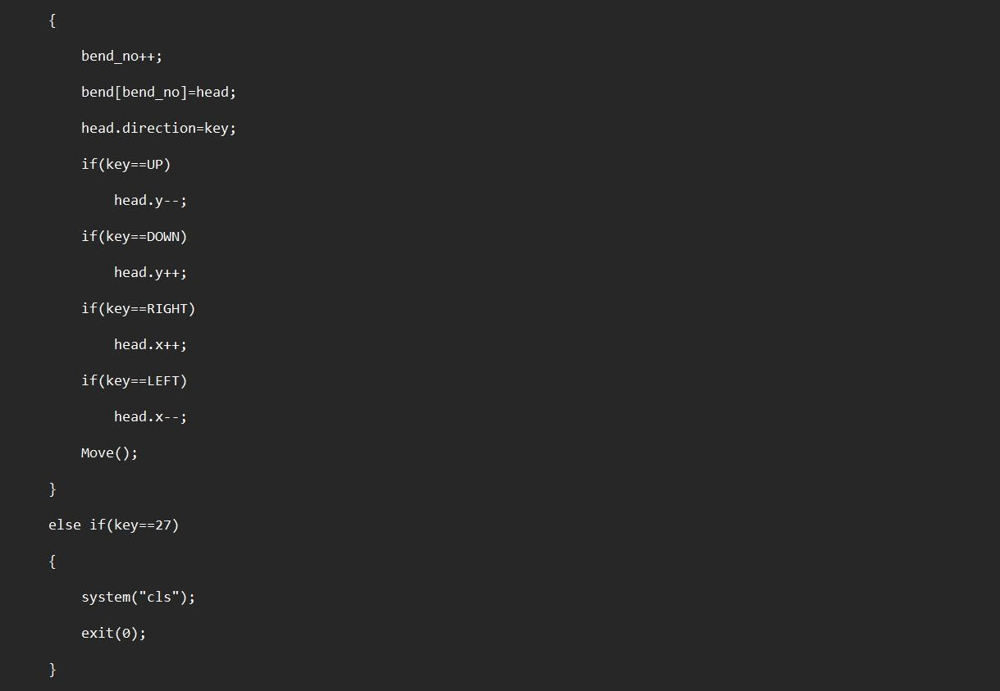 {
bend_no++;
bend[bend_no]=head;
head.direction=key;
if(key==UP)
head.y--;
if(key==DOWN)
head.y++;
if(key==RIGHT)
head.x++;
if(key==LEFT)
head.x--;
Move();
}
else if(key==27)
{
system("cls");
exit(0);
}